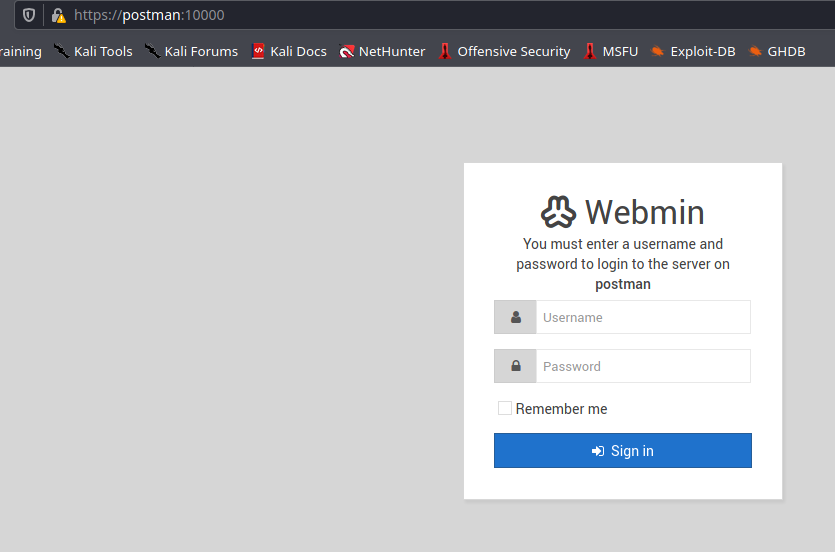 https://postman:10000
raining Kali Tools Kali Forums Kali Docs NetHunter Offensive Security MSFU Exploit-DB GHDB
Webmin
You must enter a username and
password to login to the server on
postman
Username
Password
Remember me
Sign in